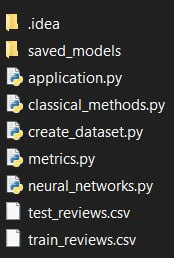 .idea
saved_models
application.py
classical_methods.py
create_dataset.py
metrics.py
neural_networks.py
test_reviews.csv
train_reviews.csv